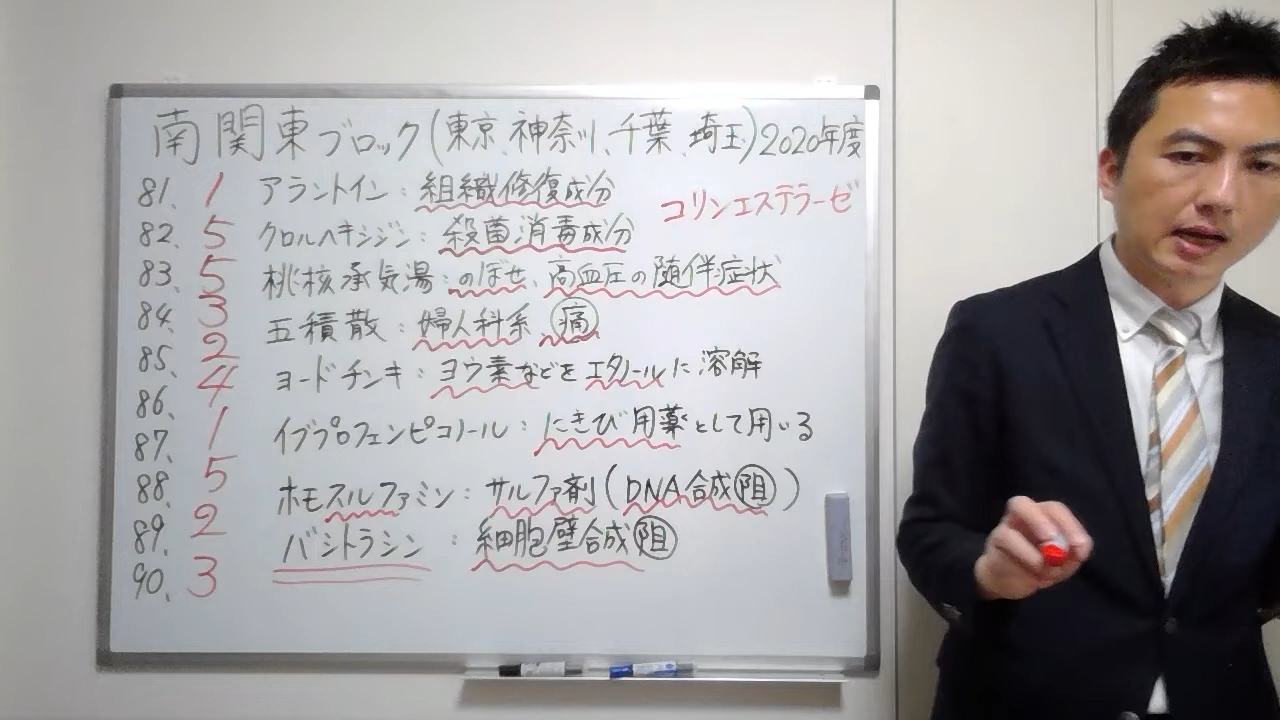 南関東ブロック(東京、神奈川、千葉、埼玉)2020年度
81、1 アラントイン:組織修復成分
コリンエステラーゼ
82、5 クロルヘキシジン:殺菌消毒成分
83、5 桃核承気湯:のぼせ、高血圧の随伴症状
84、3 五積散:婦人科系、痛
85、2 ヨードチンキ:ヨウ素などをエタノールに溶解
86、4
87、1 イブプロフェンピコノール:にきび用薬として用いる
88、5 ホモスルファミン:サルファ剤(DNA合成阻)
89、2 バシトラシン:細胞壁合成阻
90、3